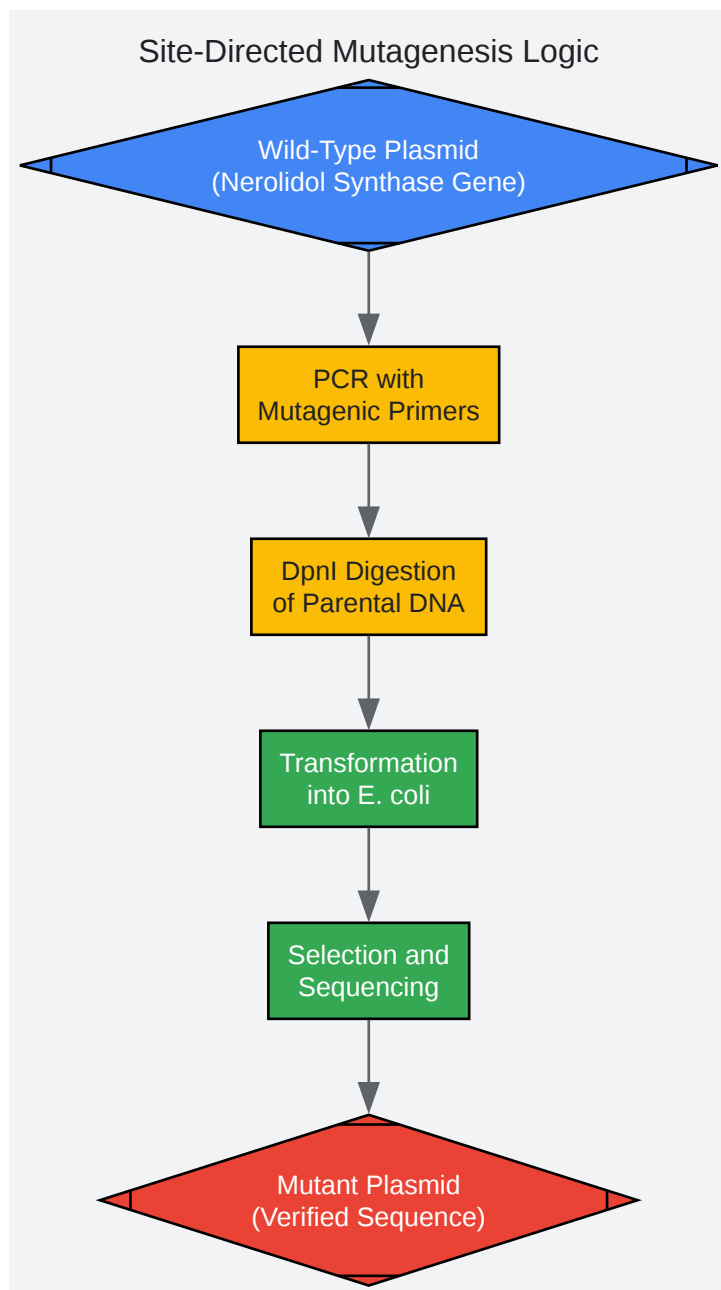 Site-Directed Mutagenesis Logic
Wild-Type Plasmid
(Nerolidol Synthase Gene)
PCR with
Mutagenic Primers
DpnI Digestion
of Parental DNA
Transformation
into E. coli
Selection and
Sequencing
Mutant Plasmid
(Verified Sequence)